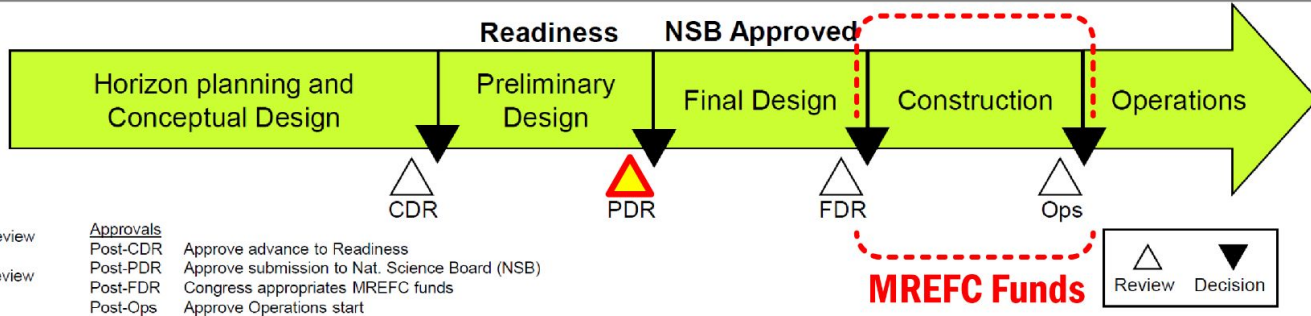 Readiness NSB Approved
Horizon planning and
Conceptual Design
Preliminary
Design
Final Design
Construction
Operations
CDR
PDR
FDR
Ops
eview
eview
Approvals
Post-CDR Approve advance to Readiness
Post-PDR Approve submission to Nat. Science Board (NSB)
Post-FDR Congress appropriates MREFC funds
Post-Ops Approve Operations start
MREFC Funds
Review Decision